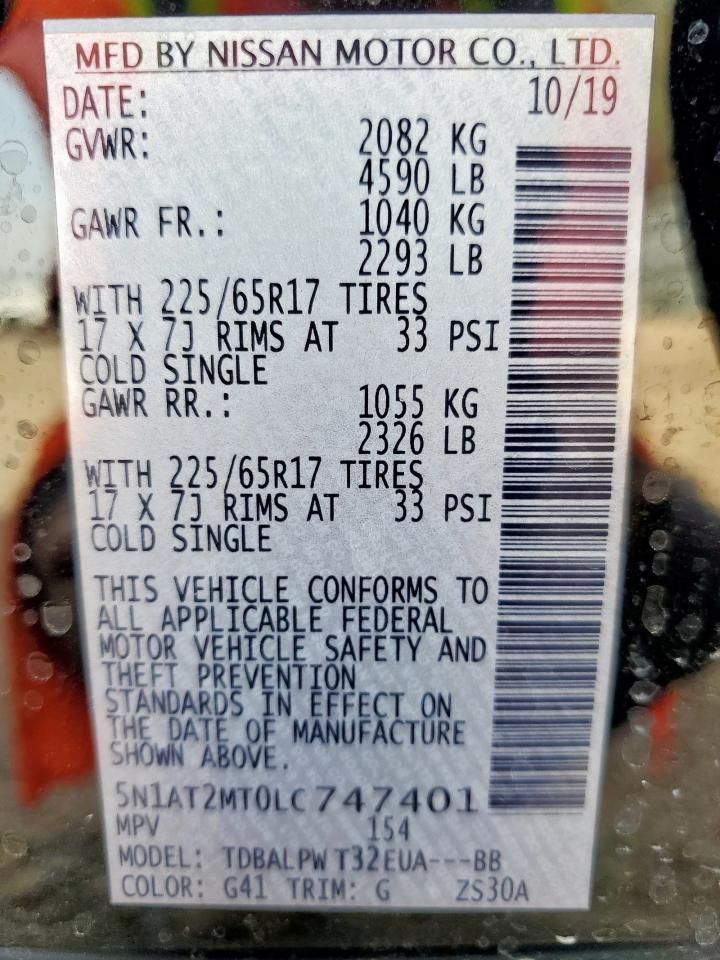 MFD BY NISSAN MOTOR CO., LTD.
DATE: 10/19
GVWR: 2082 KG
4590 LB
GAWR FR.: 1040 KG
2293 LB
WITH 225/65R17 TIRES
17 X 7J RIMS AT 33 PSI
COLD SINGLE
GAWR RR.: 1055 KG
2326 LB
WITH 225/65R17 TIRES
17 X 7J RIMS AT 33 PSI
COLD SINGLE
THIS VEHICLE CONFORMS TO
ALL APPLICABLE FEDERAL
MOTOR VEHICLE SAFETY AND
THEFT PREVENTION
STANDARDS IN EFFECT ON
THE DATE OF MANUFACTURE
SHOWN ABOVE.
5N1AT2MT0LC747401
MPV 154
MODEL: TDBALPW T32EUA---BB
COLOR: G41 TRIM: G ZS30A